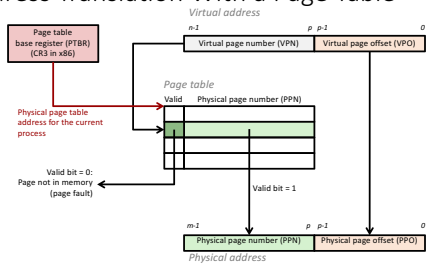 ress Translation With a Page Table
Virtual address
Page table
base register (PTBR)
(CR3 in x86)
n-1 p p-1 0
Virtual page number (VPN) Virtual page offset (VPO)
Page table
Valid Physical page number (PPN)
Physical page table
address for the current
process
Valid bit = 0:
Page not in memory
(page fault)
Valid bit = 1
m-1 p p-1 0
Physical page number (PPN) Physical page offset (PPO)
Physical address